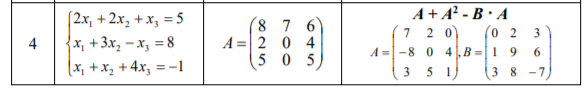 4
2x₁ + 2x₂ + x₃ = 5
x₁ + 3x₂ − x₃ = 8
x₁ + x₂ + 4x₃ = −1
A = (8 7 6
2 0 4
5 0 5)
A + A² - B · A
A = (7 2 0
−8 0 4
3 5 1), B = (0 2 3
1 9 6
3 8 −7)